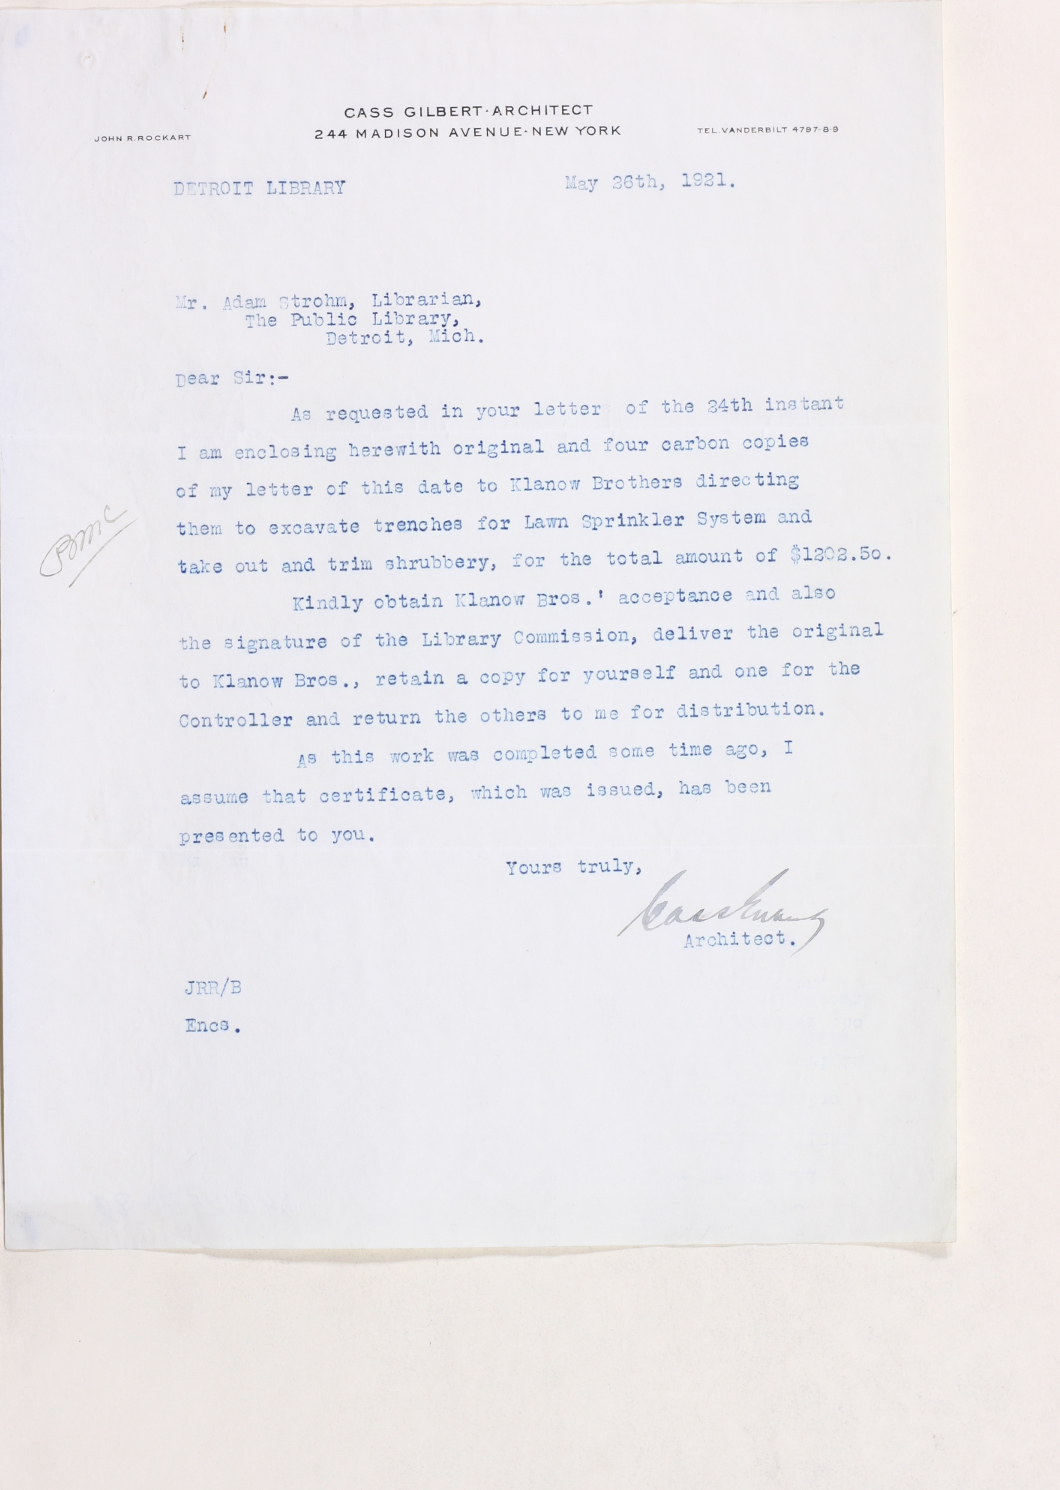 CASS GILBERT·ARCHITECT
JOHN R. ROCKART
244 MADISON AVENUE·NEW YORK
TEL. VANDERBILT 4797-8-9
DETROIT LIBRARY
May 26th, 1921.
Mr. Adam Strohm, Librarian,
The Public Library,
Detroit, Mich.
Dear Sir:-
As requested in your letter of the 24th instant
I am enclosing herewith original and four carbon copies
of my letter of this date to Klanow Brothers directing
them to excavate trenches for Lawn Sprinkler System and
take out and trim shrubbery, for the total amount of $1202.50.
Kindly obtain Klanow Bros.' acceptance and also
the signature of the Library Commission, deliver the original
to Klanow Bros., retain a copy for yourself and one for the
Controller and return the others to me for distribution.
As this work was completed some time ago, I
assume that certificate, which was issued, has been
presented to you.
Yours truly,
Cass Gilbert
Architect.
JRR/B
Encs.